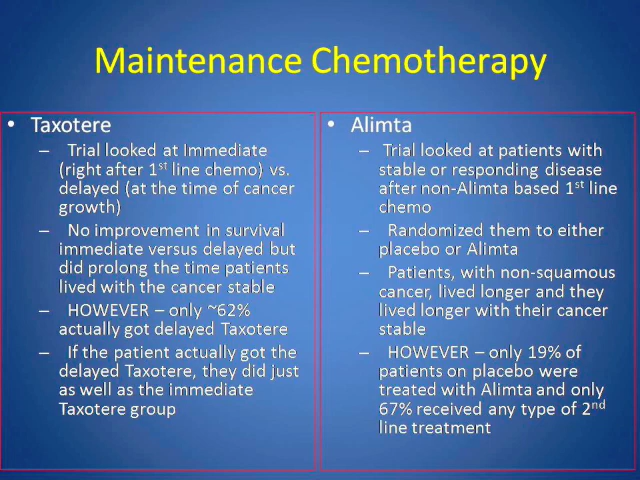 Maintenance Chemotherapy
• Taxotere
– Trial looked at Immediate
(right after 1st line chemo) vs.
delayed (at the time of cancer
growth)
– No improvement in survival
immediate versus delayed but
did prolong the time patients
lived with the cancer stable
– HOWEVER – only ~62%
actually got delayed Taxotere
– If the patient actually got the
delayed Taxotere, they did just
as well as the immediate
Taxotere group
• Alimta
– Trial looked at patients with
stable or responding disease
after non-Alimta based 1st line
chemo
– Randomized them to either
placebo or Alimta
– Patients, with non-squamous
cancer, lived longer and they
lived longer with their cancer
stable
– HOWEVER – only 19% of
patients on placebo were
treated with Alimta and only
67% received any type of 2nd
line treatment